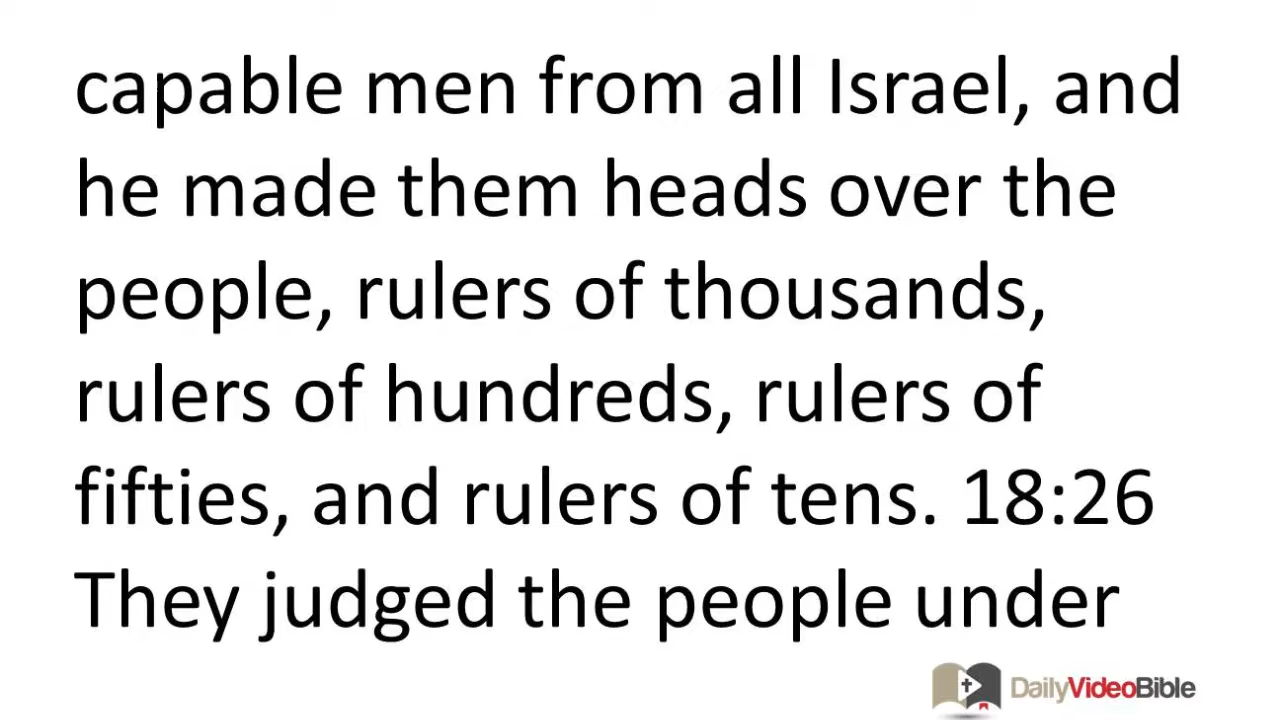 capable men from all Israel, and
he made them heads over the
people, rulers of thousands,
rulers of hundreds, rulers of
fifties, and rulers of tens. 18:26
They judged the people under
DailyVideoBible